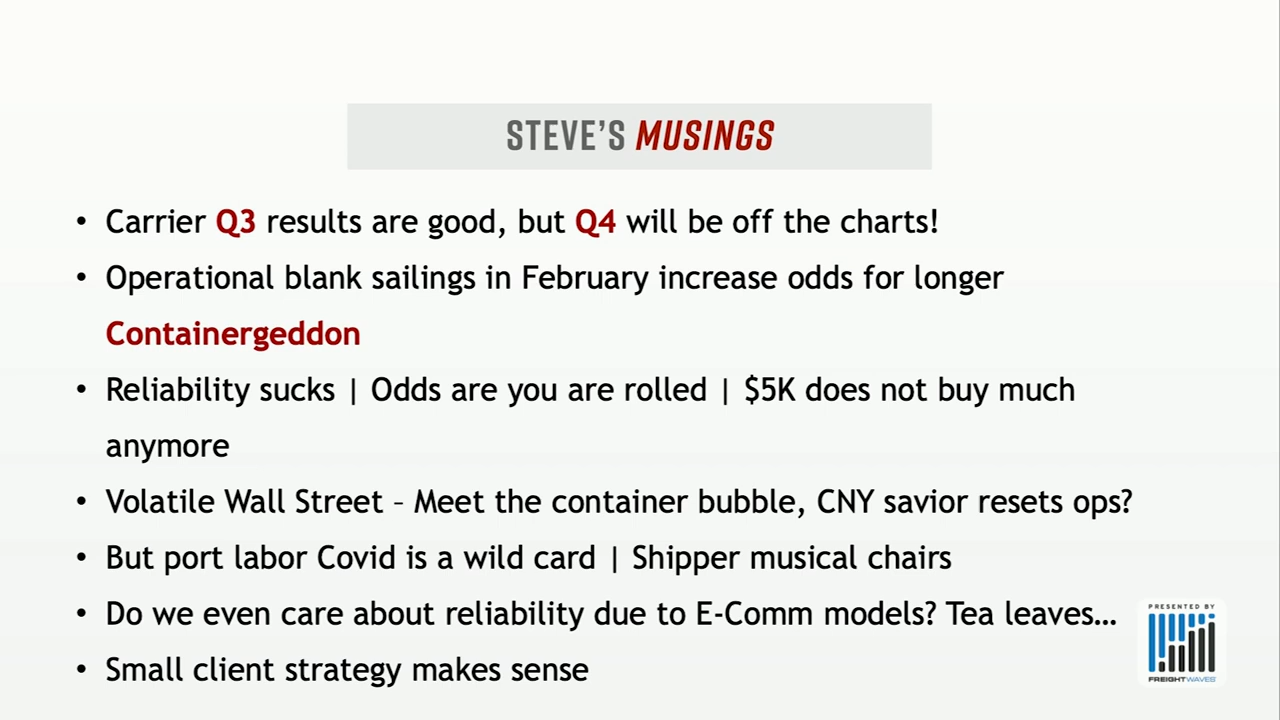 STEVE'S MUSINGS
• Carrier Q3 results are good, but Q4 will be off the charts!
• Operational blank sailings in February increase odds for longer
Containergeddon
• Reliability sucks | Odds are you are rolled | $5K does not buy much
anymore
• Volatile Wall Street – Meet the container bubble, CNY savior resets ops?
• But port labor Covid is a wild card | Shipper musical chairs
• Do we even care about reliability due to E-Comm models? Tea leaves…
• Small client strategy makes sense
PRESENTED BY
FREIGHTWAVES